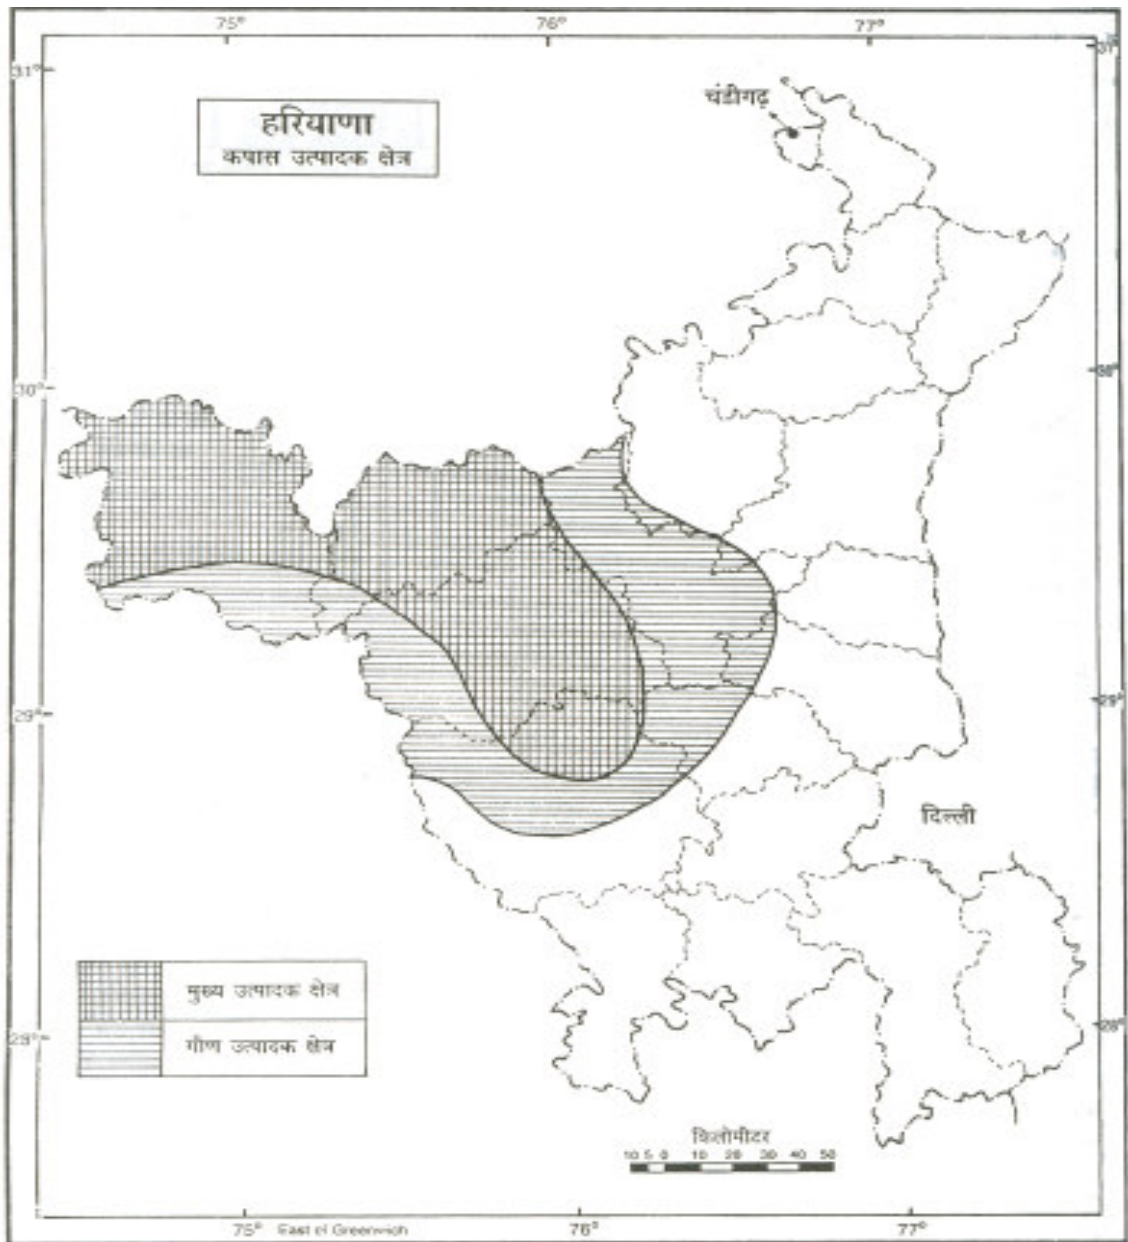 75° 76° 77°
31° 31°
चंडीगढ़
हरियाणा
कपास उत्पादक क्षेत्र
30° 30°
29° 29°
दिल्ली
मुख्य उत्पादक क्षेत्र
गौण उत्पादक क्षेत्र
28° 28°
किलोमीटर
10 5 0 10 20 30 40 50
75° East of Greenwich 76° 77°